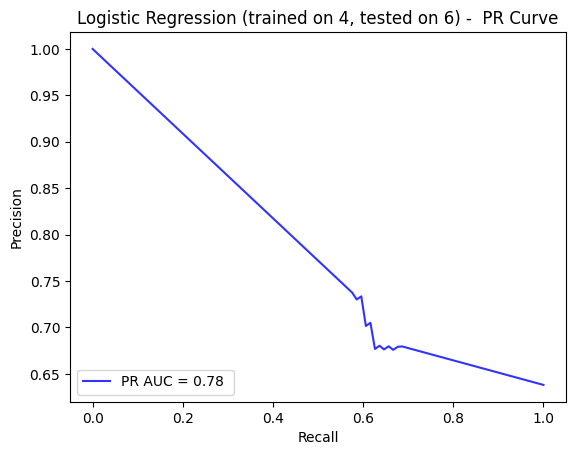 Logistic Regression (trained on 4, tested on 6) -  PR Curve
1.00
0.95
0.90
0.85
0.80
0.75
0.70
0.65
Precision
PR AUC = 0.78
0.0 0.2 0.4 0.6 0.8 1.0
Recall